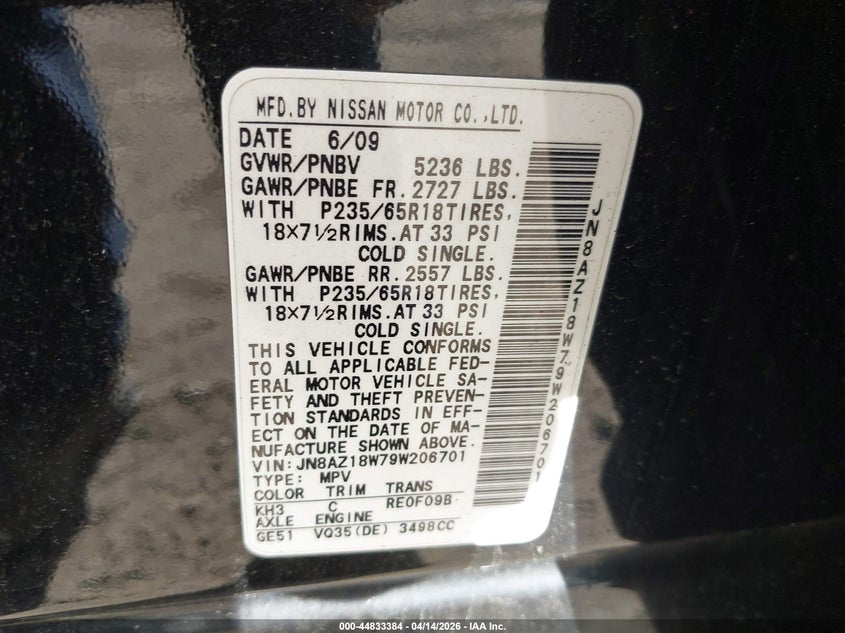 MFD.BY NISSAN MOTOR CO.,LTD.
DATE 6/09
GVWR/PNBV 5236 LBS.
GAWR/PNBE FR.2727 LBS.
WITH P235/65R18TIRES,
18X7½RIMS.AT 33 PSI
COLD SINGLE.
GAWR/PNBE RR.2557 LBS.
WITH P235/65R18TIRES,
18X7½RIMS.AT 33 PSI
COLD SINGLE.
THIS VEHICLE CONFORMS
TO ALL APPLICABLE FED-
ERAL MOTOR VEHICLE SA-
FETY AND THEFT PREVEN-
TION STANDARDS IN EFF-
ECT ON THE DATE OF MA-
NUFACTURE SHOWN ABOVE.
VIN:JN8AZ18W79W206701
TYPE: MPV
COLOR TRIM TRANS
KH3 C RE0F09B
AXLE ENGINE
GE51 VQ35(DE) 3498CC
JN8AZ18W79W206701
000-44833384 - 04/14/2026 - IAA Inc.